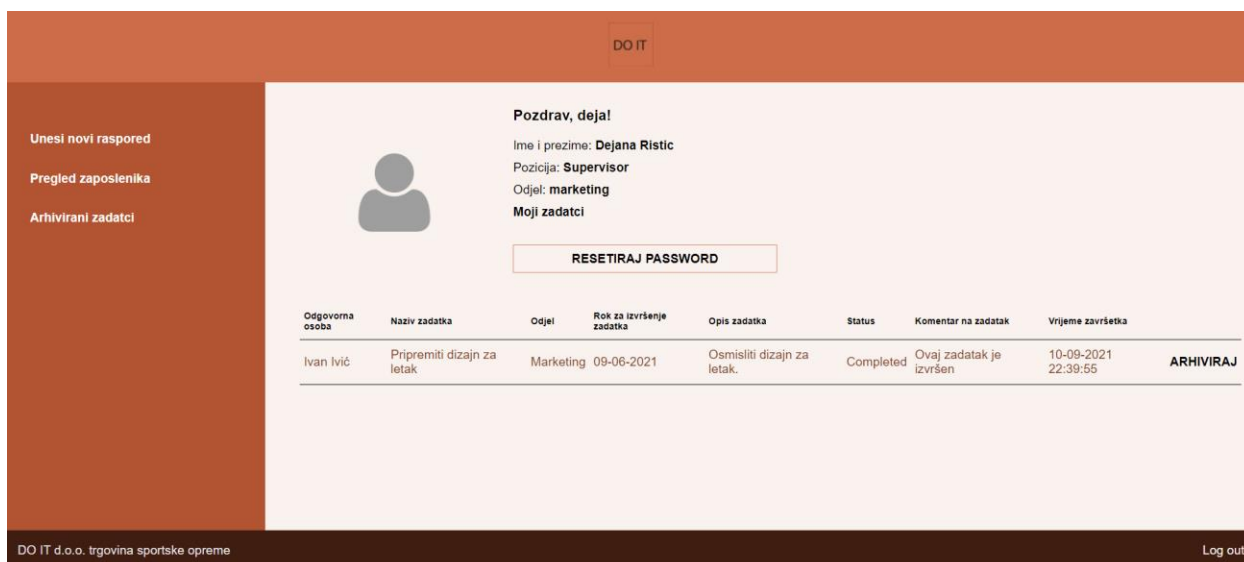 DO IT
Unesi novi raspored
Pregled zaposlenika
Arhivirani zadatci
Pozdrav, deja!
Ime i prezime: Dejana Ristic
Pozicija: Supervisor
Odjel: marketing
Moji zadatci
RESETIRAJ PASSWORD
Odgovorna osoba
Naziv zadatka
Odjel
Rok za izvršenje zadatka
Opis zadatka
Status
Komentar na zadatak
Vrijeme završetka
Ivan Ivić
Pripremiti dizajn za letak
Marketing
09-06-2021
Osmisliti dizajn za letak.
Completed
Ovaj zadatak je izvršen
10-09-2021 22:39:55
ARHIVIRAJ
DO IT d.o.o. trgovina sportske opreme
Log out